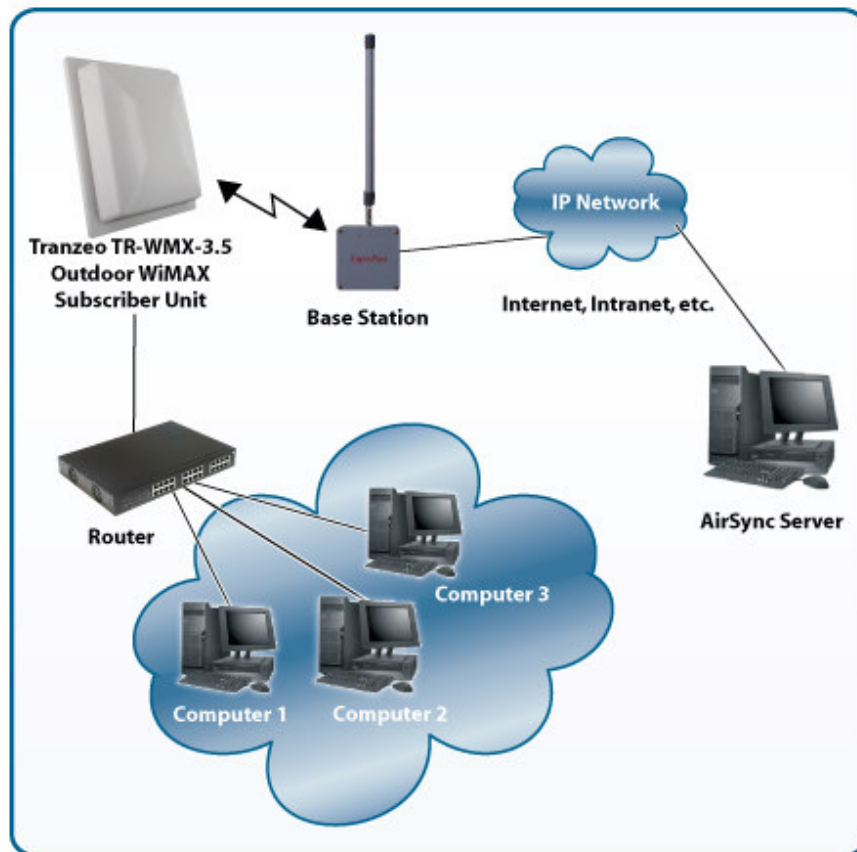 IP Network
Tranzeo TR-WMX-3.5
Outdoor WiMAX
Subscriber Unit
Base Station
Internet, Intranet, etc.
AirSync Server
Router
Computer 3
Computer 1
Computer 2